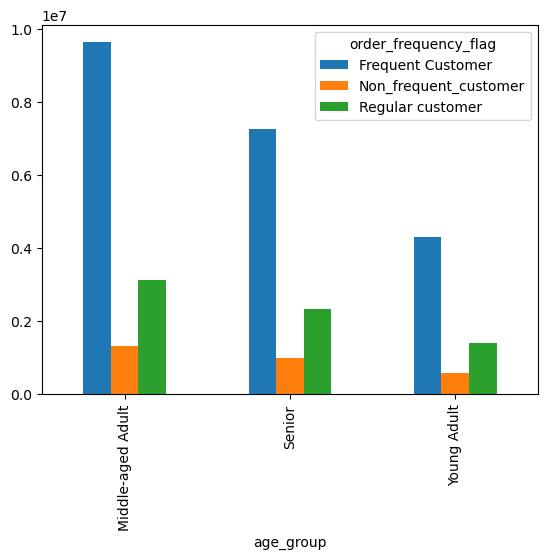 1e7
1.0
0.8
0.6
0.4
0.2
0.0
order_frequency_flag
Frequent Customer
Non_frequent_customer
Regular customer
Middle-aged Adult
Senior
Young Adult
age_group